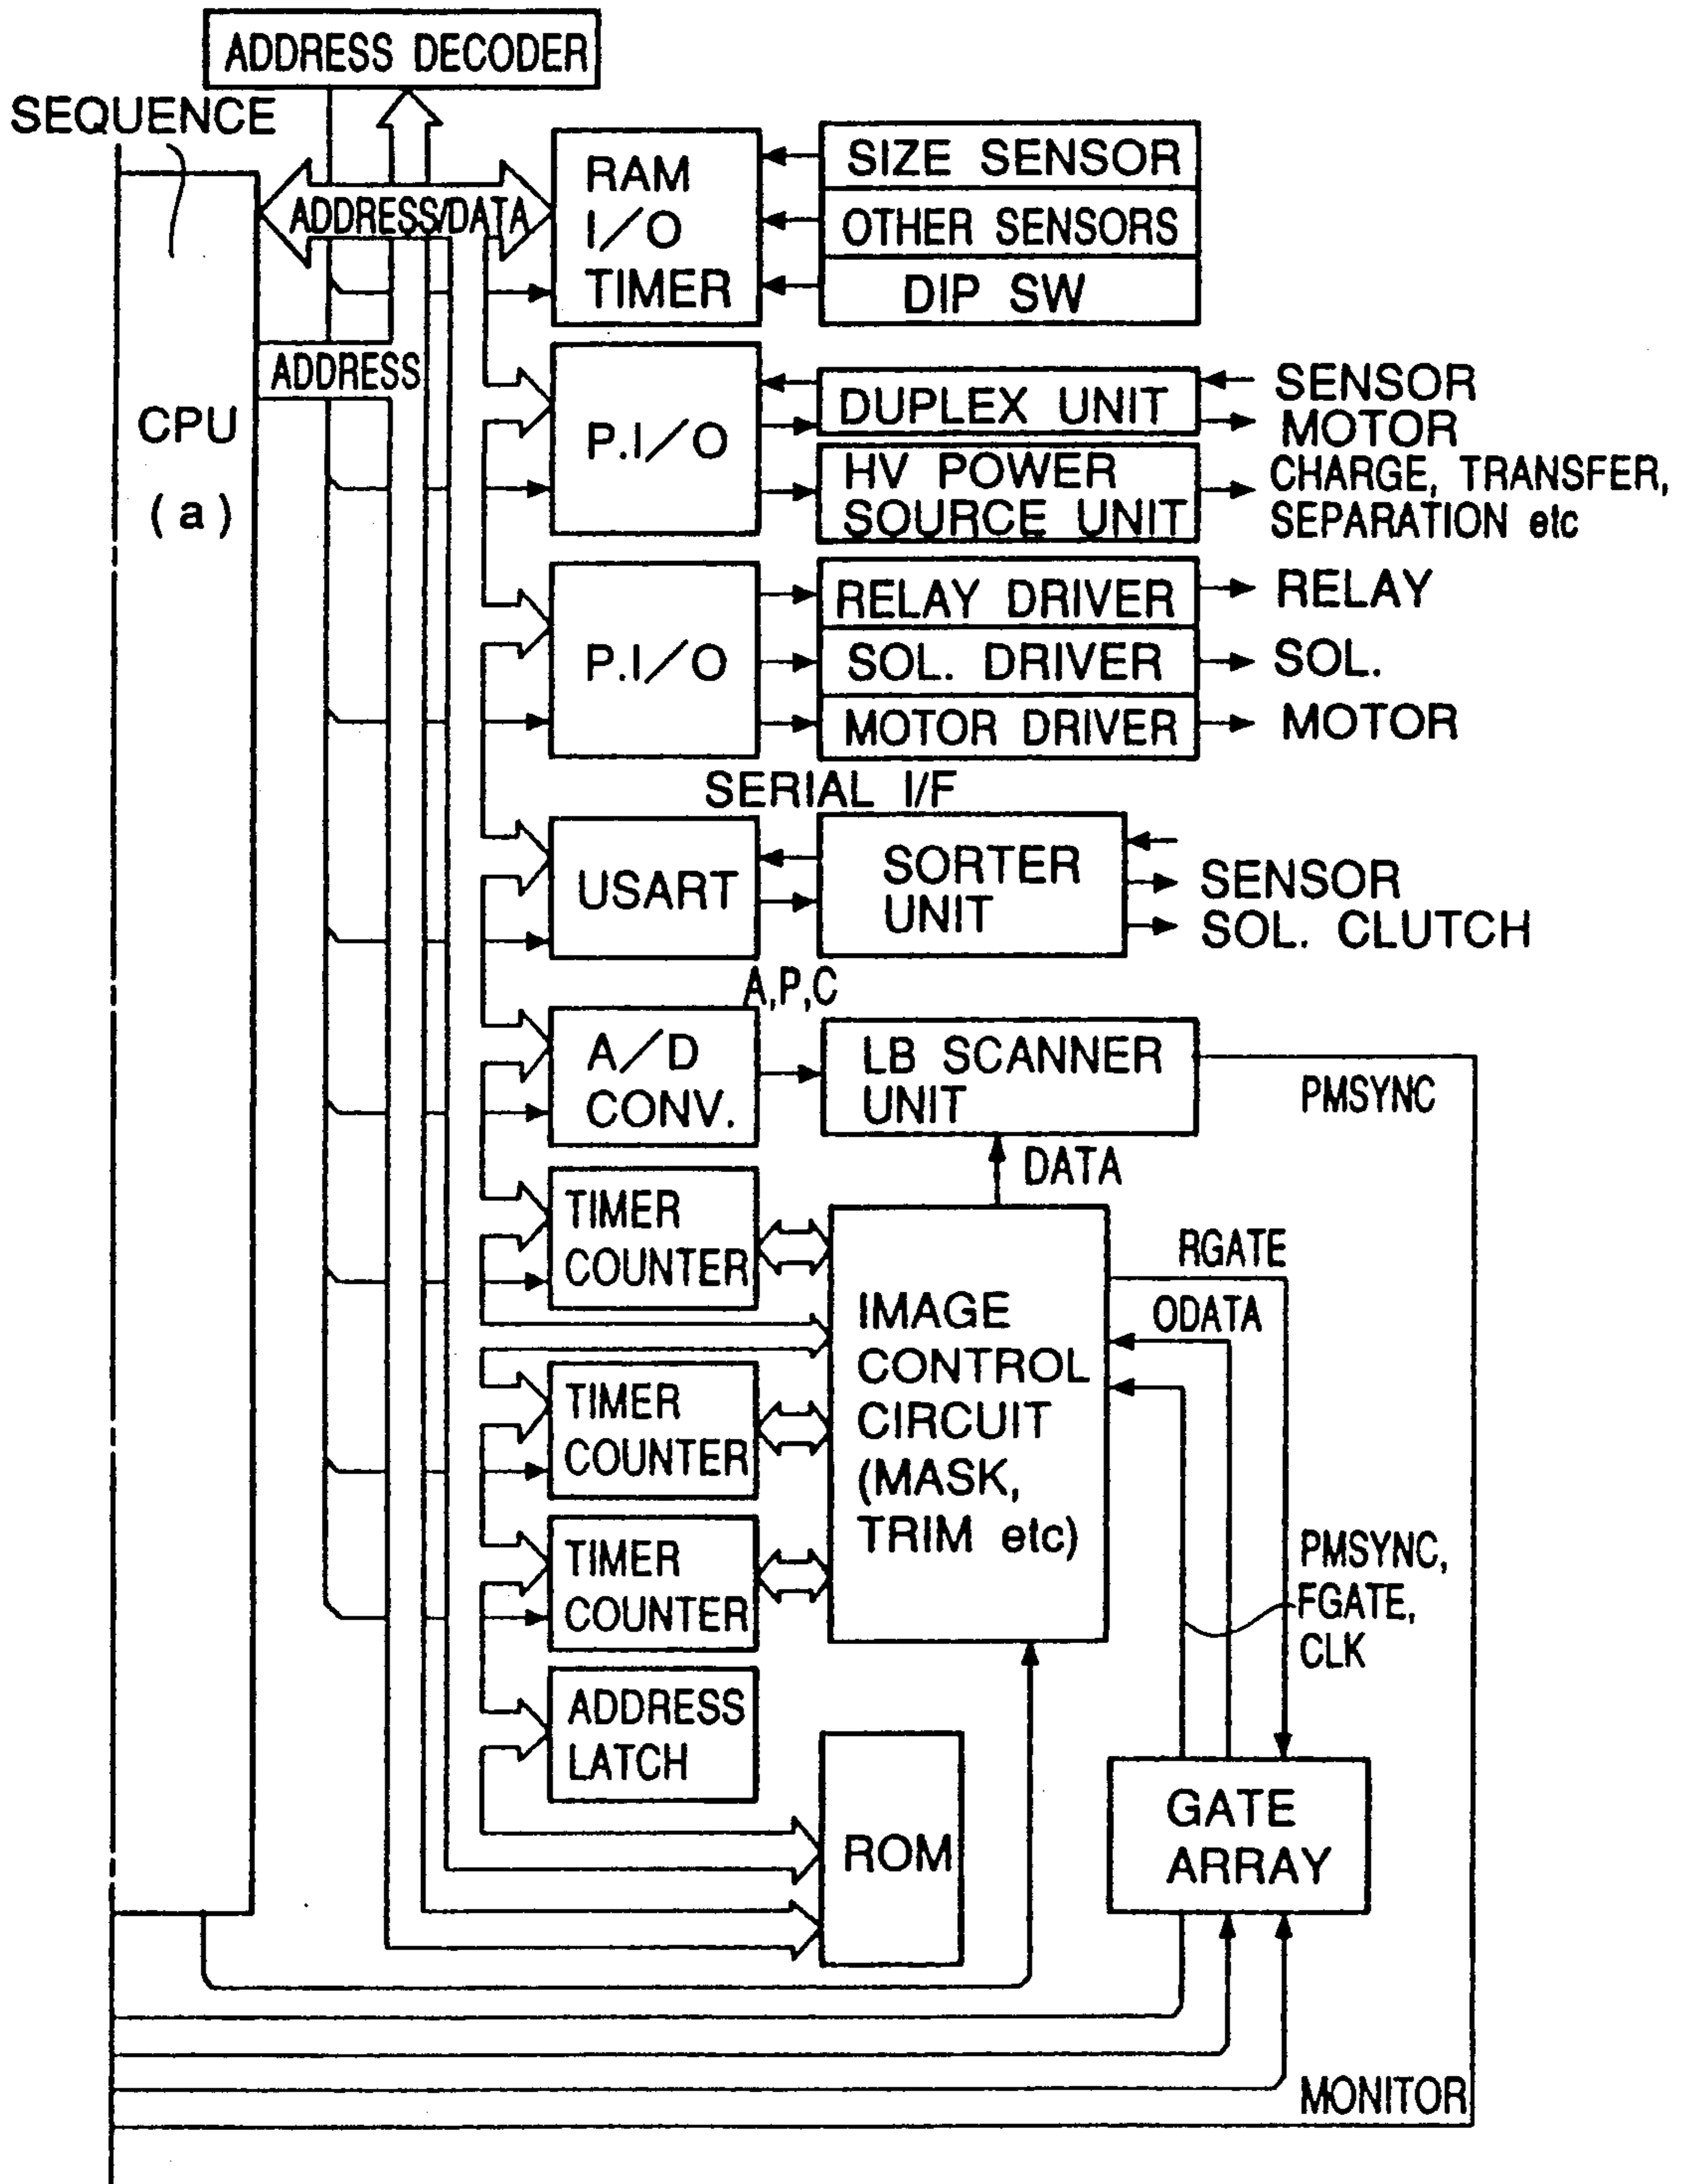 ADDRESS DECODER
SEQUENCE
ADDRESS/DATA
RAM
I/O
TIMER
SIZE SENSOR
OTHER SENSORS
DIP SW
ADDRESS
CPU
(a)
P.I/O
DUPLEX UNIT
SENSOR
MOTOR
HV POWER
SOURCE UNIT
CHARGE, TRANSFER,
SEPARATION etc
P.I/O
RELAY DRIVER
RELAY
SOL. DRIVER
SOL.
MOTOR DRIVER
MOTOR
SERIAL I/F
USART
SORTER
UNIT
SENSOR
SOL. CLUTCH
A,P,C
A/D
CONV.
LB SCANNER
UNIT
PMSYNC
DATA
TIMER
COUNTER
RGATE
ODATA
IMAGE
CONTROL
CIRCUIT
(MASK,
TRIM etc)
TIMER
COUNTER
TIMER
COUNTER
PMSYNC,
FGATE,
CLK
ADDRESS
LATCH
ROM
GATE
ARRAY
MONITOR